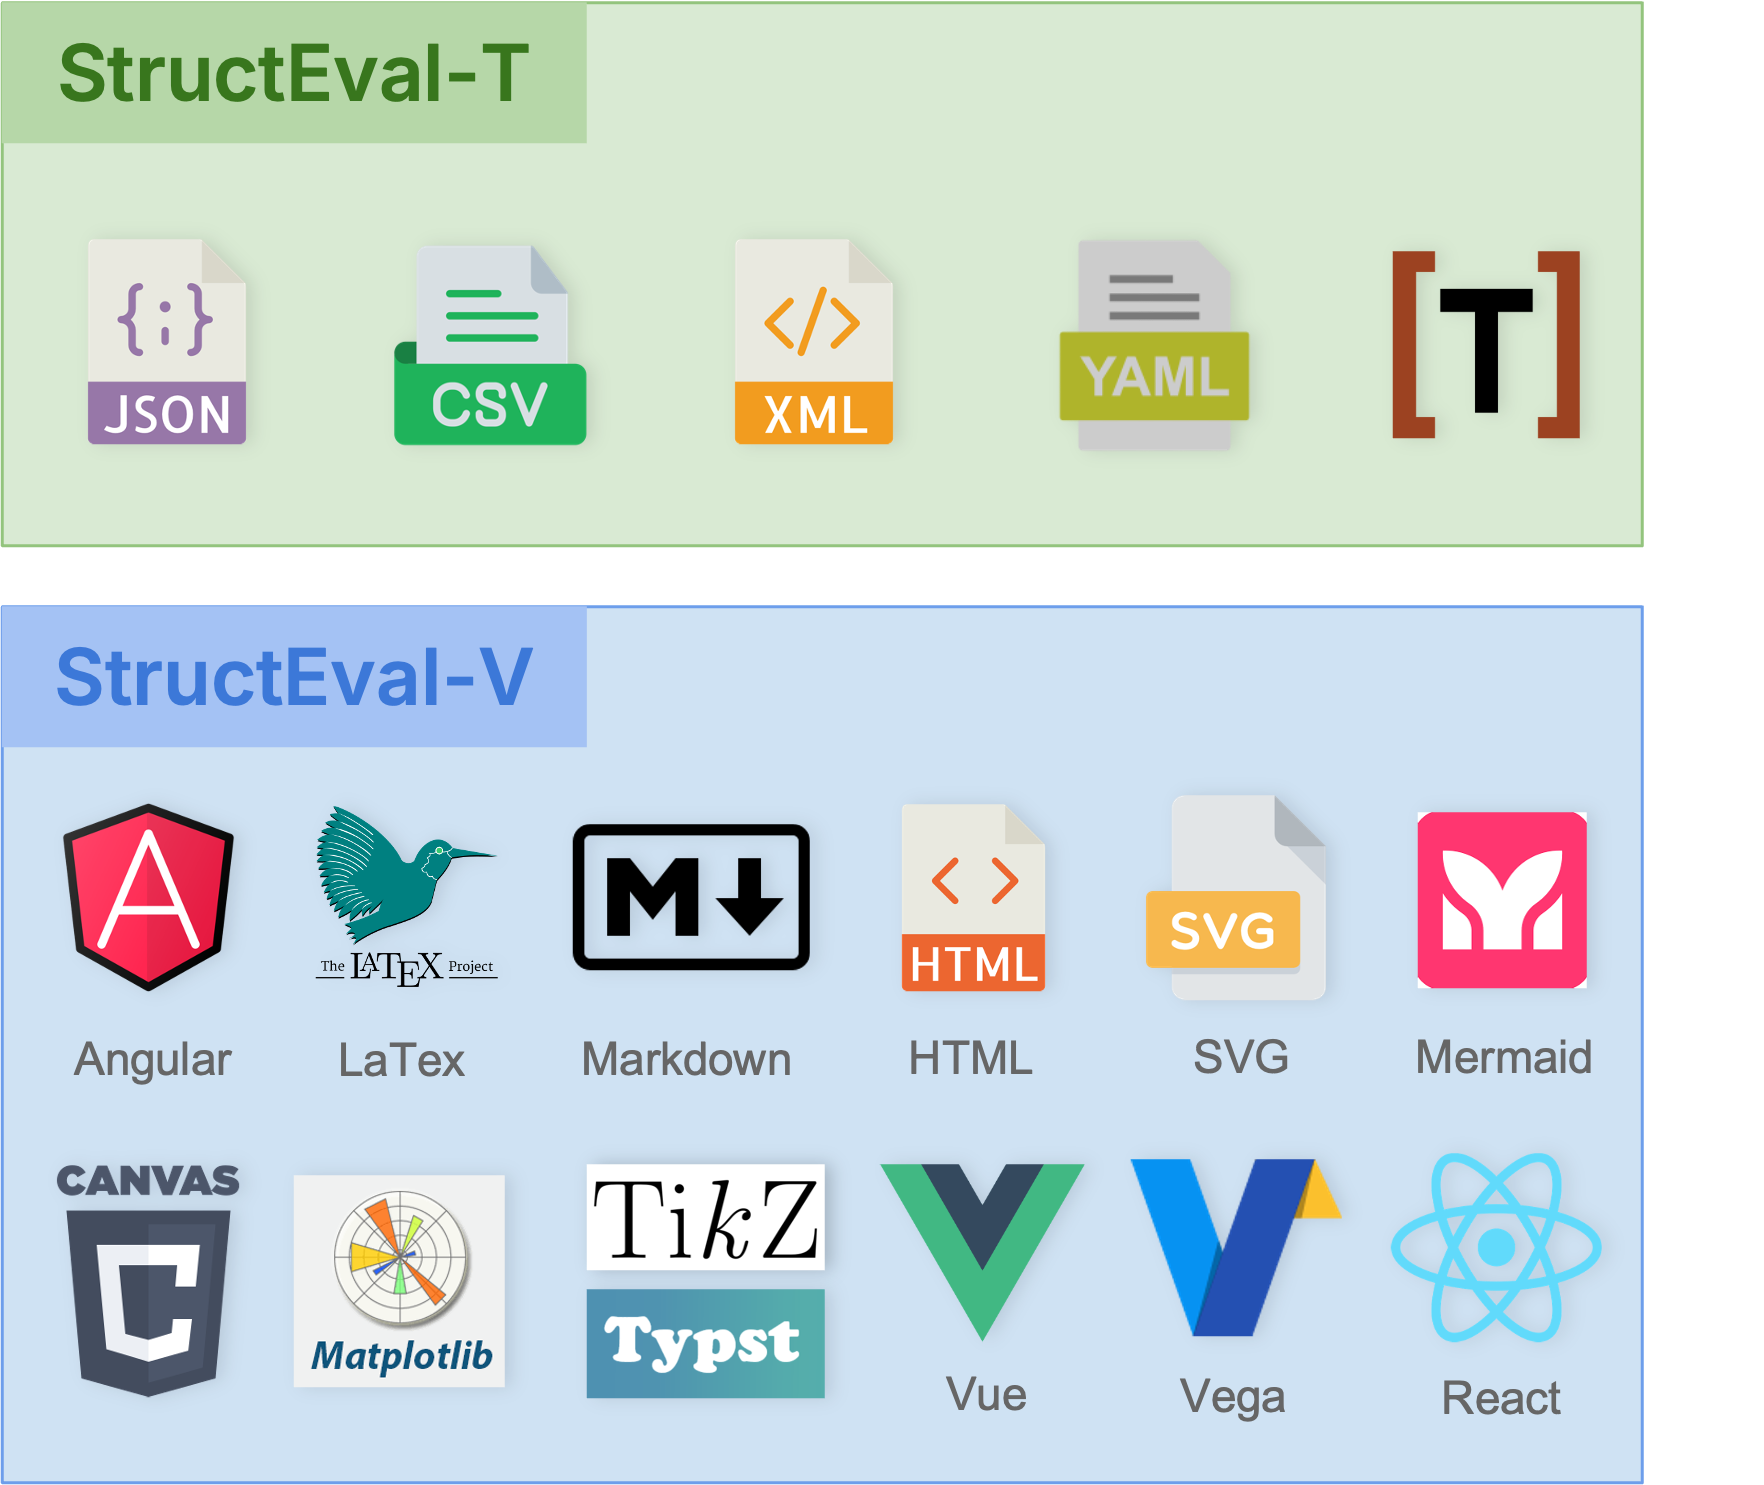 StructEval-T
{;}
JSON
CSV
</>
XML
YAML
[T]
StructEval-V
A
The LATEX Project
M
< >
HTML
SVG
Angular
LaTex
Markdown
HTML
SVG
Mermaid
CANVAS
C
Matplotlib
TikZ
Typst
Vue
Vega
React